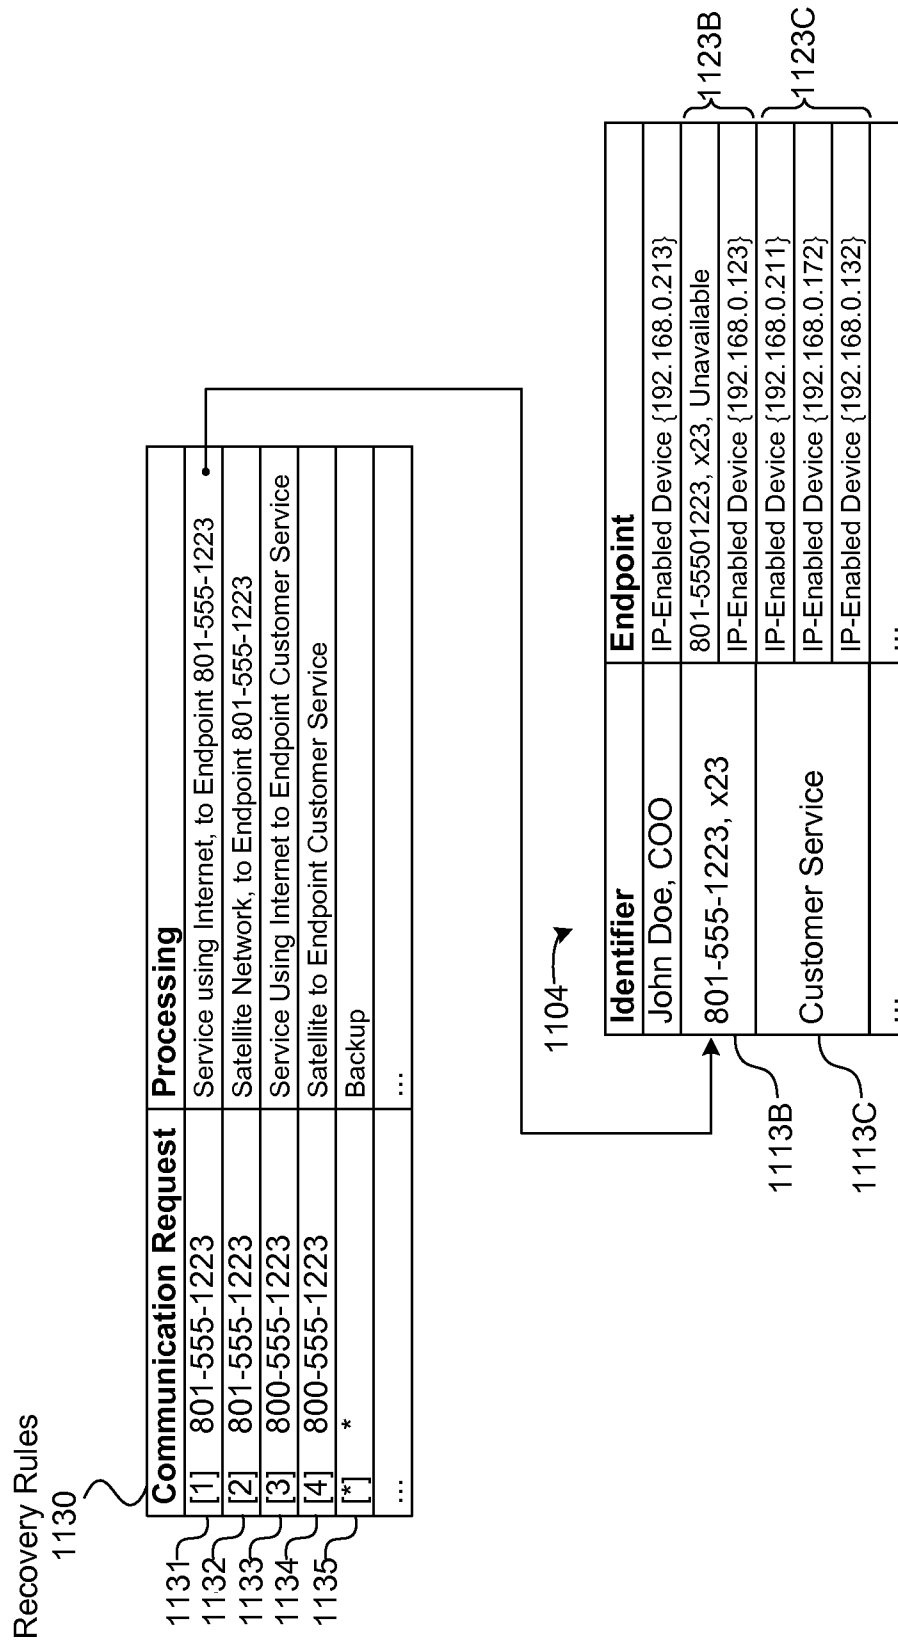 Recovery Rules
1130
Communication Request Processing
1131 [1] 801-555-1223 Service using Internet, to Endpoint 801-555-1223
1132 [2] 801-555-1223 Satellite Network, to Endpoint 801-555-1223
1133 [3] 800-555-1223 Service Using Internet to Endpoint Customer Service
1134 [4] 800-555-1223 Satellite to Endpoint Customer Service
1135 [*] * Backup
... ...
1104
Identifier Endpoint
John Doe, COO IP-Enabled Device {192.168.0.213}
801-555-1223, x23 801-55501223, x23, Unavailable
IP-Enabled Device {192.168.0.123}
1113B 1123B
Customer Service IP-Enabled Device {192.168.0.211}
IP-Enabled Device {192.168.0.172}
IP-Enabled Device {192.168.0.132}
1113C 1123C
... ...